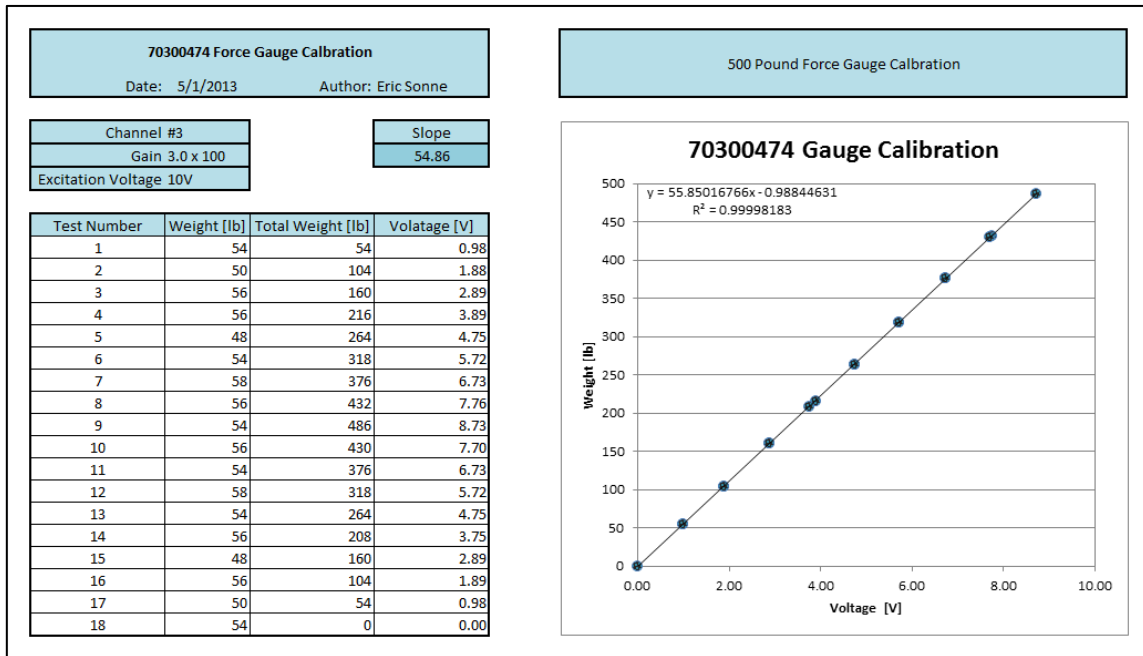 70300474 Force Gauge Calbration
Date: 5/1/2013 Author: Eric Sonne
500 Pound Force Gauge Calbration
Channel #3
Gain 3.0 x 100
Excitation Voltage 10V
Slope
54.86
Test Number Weight [lb] Total Weight [lb] Volatage [V]
1 54 54 0.98
2 50 104 1.88
3 56 160 2.89
4 56 216 3.89
5 48 264 4.75
6 54 318 5.72
7 58 376 6.73
8 56 432 7.76
9 54 486 8.73
10 56 430 7.70
11 54 376 6.73
12 58 318 5.72
13 54 264 4.75
14 56 208 3.75
15 48 160 2.89
16 56 104 1.89
17 50 54 0.98
18 54 0 0.00
70300474 Gauge Calibration
y = 55.85016766x - 0.98844631
R² = 0.99998183
500
450
400
350
300
250
200
150
100
50
0
Weight [lb]
0.00 2.00 4.00 6.00 8.00 10.00
Voltage [V]